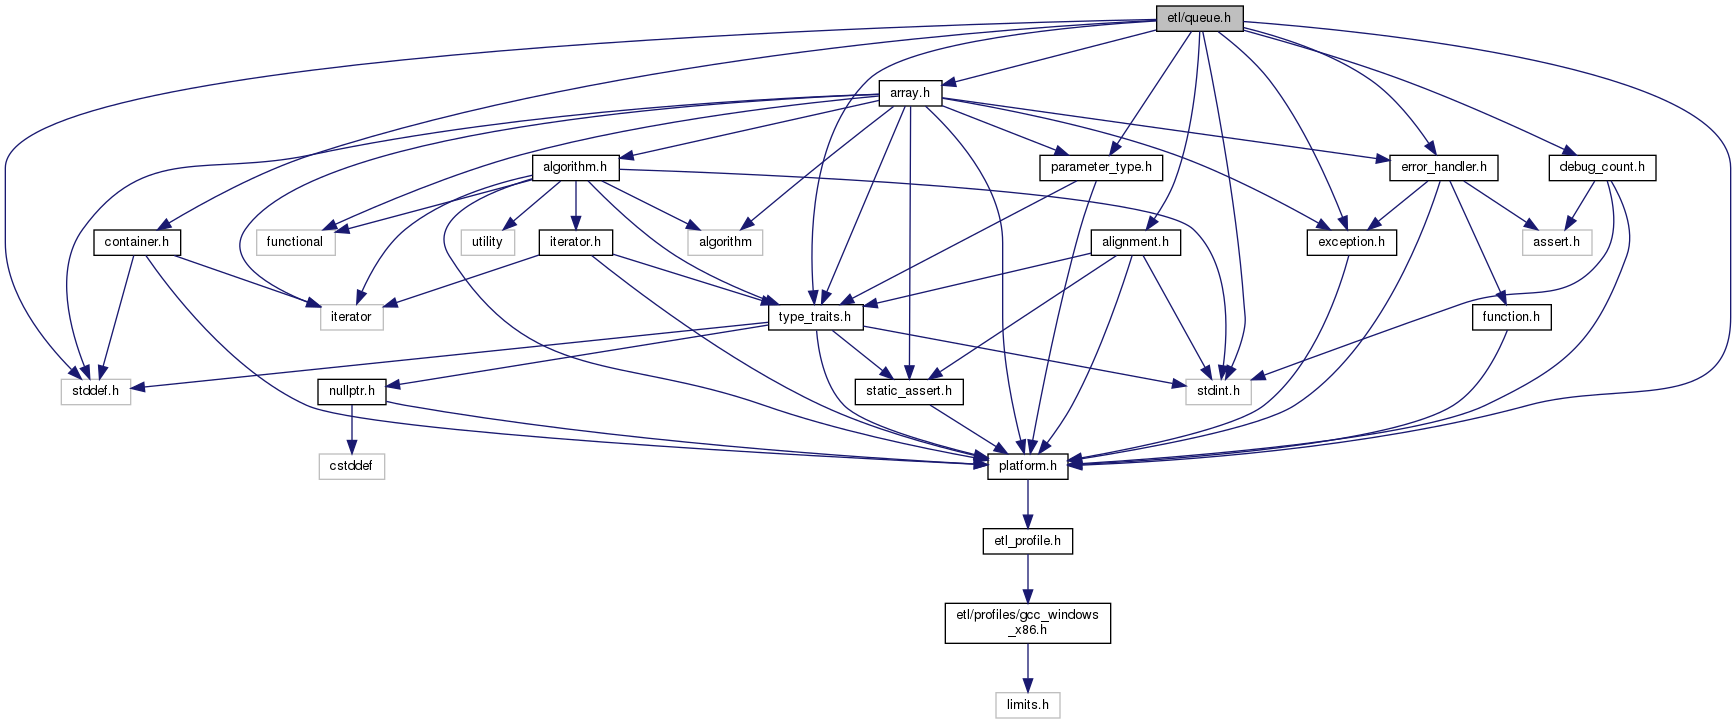 etl/queue.h
array.h
algorithm.h
parameter_type.h
error_handler.h
debug_count.h
container.h
functional
utility
iterator.h
algorithm
alignment.h
exception.h
assert.h
iterator
type_traits.h
function.h
stddef.h
nullptr.h
static_assert.h
stdint.h
cstddef
platform.h
etl_profile.h
etl/profiles/gcc_windows
_x86.h
limits.h